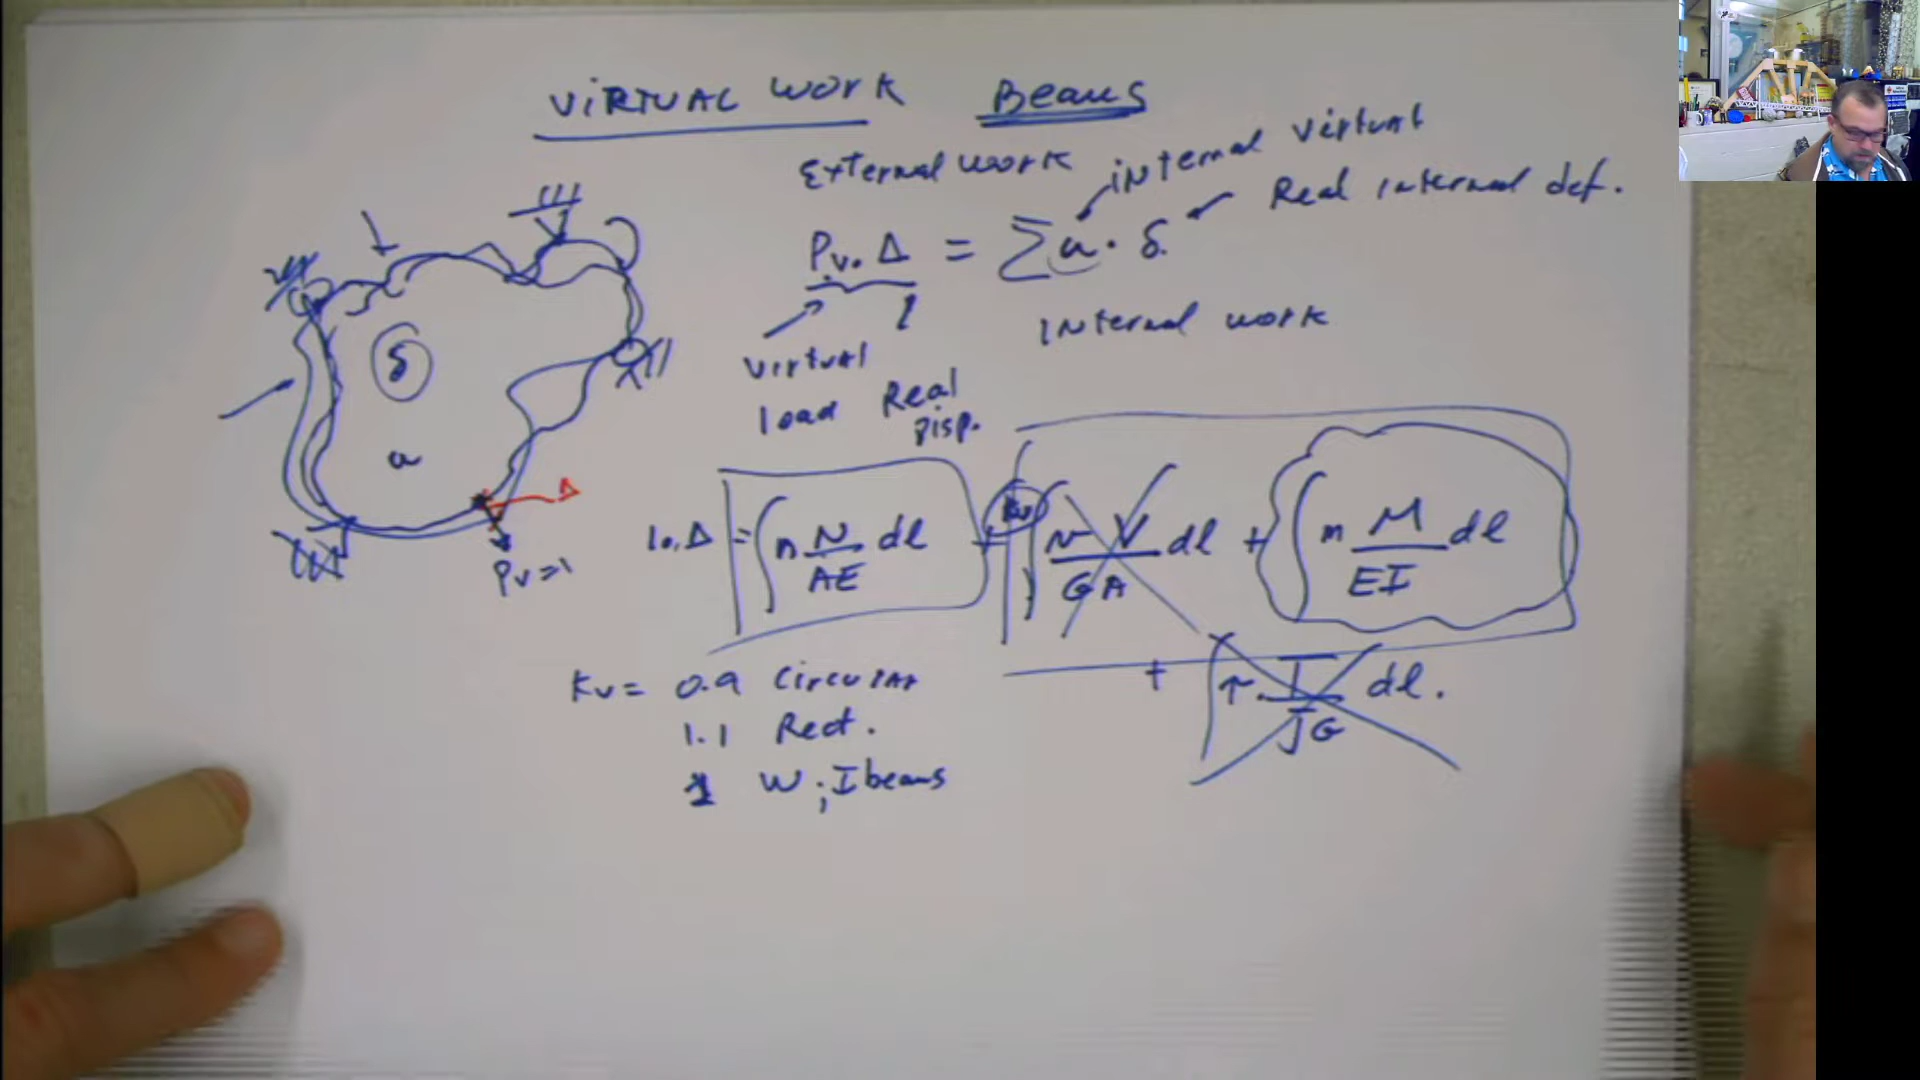 VIRTUAL WORK Beams
External work
internal virtual
Real internal def.
Pv. Δ = Σ u · δ
Internal work
virtual load
Real Disp.
δ
u
Δ
Pv=1
1.Δ = ∫ n N/AE dl + Kv ∫ v V/GA dl + ∫ m M/EI dl
+ ∫ τ. T/JG dl.
Kv = 0.9 Circular
1.1 Rect.
1 W; I beams